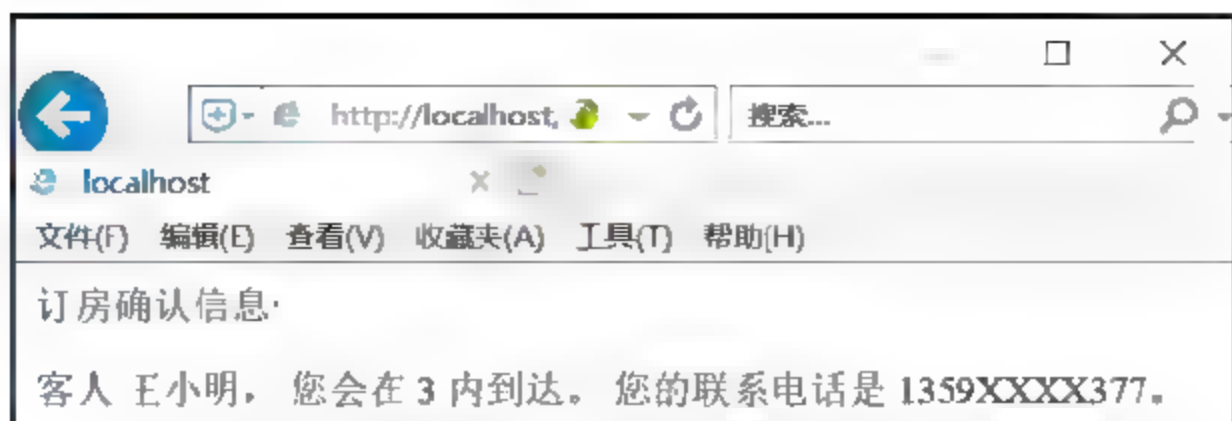 http://localhost,
搜索...
localhost
文件(F) 编辑(E) 查看(V) 收藏夹(A) 工具(T) 帮助(H)
订房确认信息:
客人 王小明, 您会在 3 内到达。 您的联系电话是 1359XXXX377。